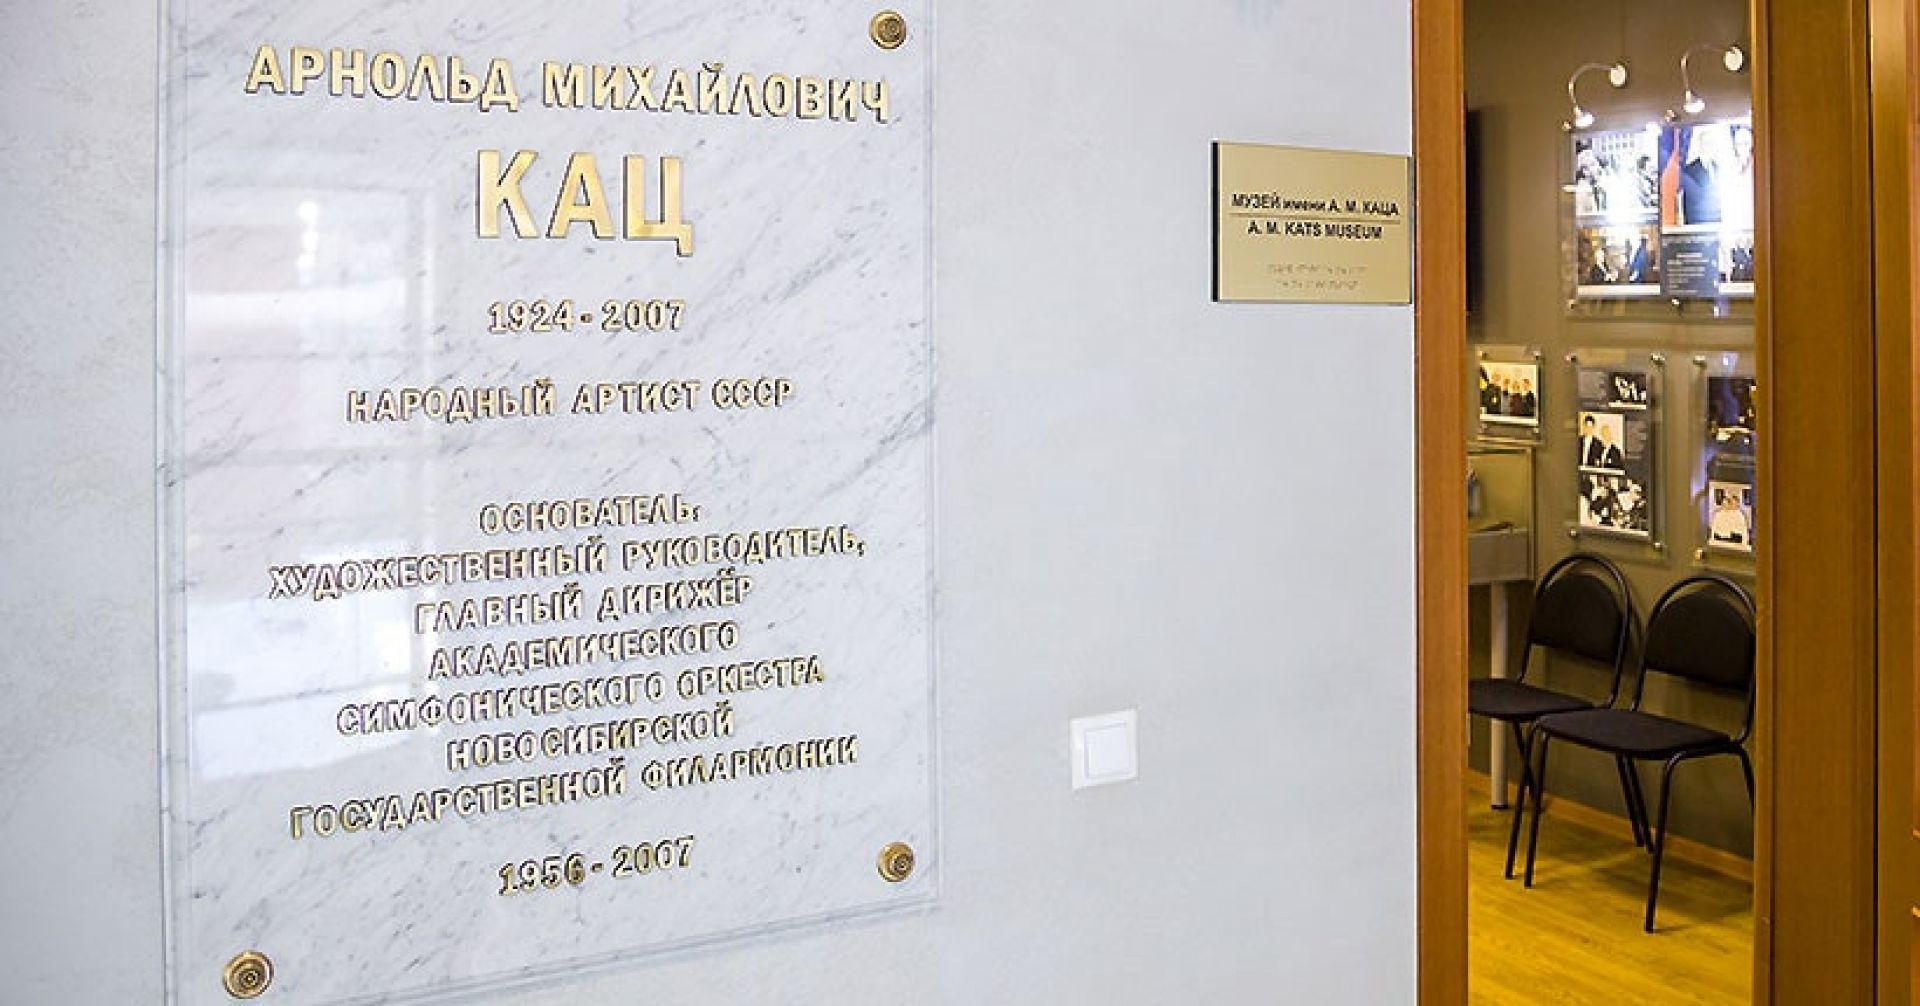 АРНОЛЬД МИХАЙЛОВИЧ
КАЦ
1924 - 2007
НАРОДНЫЙ АРТИСТ СССР
ОСНОВАТЕЛЬ,
ХУДОЖЕСТВЕННЫЙ РУКОВОДИТЕЛЬ,
ГЛАВНЫЙ ДИРИЖЁР
АКАДЕМИЧЕСКОГО
СИМФОНИЧЕСКОГО ОРКЕСТРА
НОВОСИБИРСКОЙ
ГОСУДАРСТВЕННОЙ ФИЛАРМОНИИ
1956 - 2007
МУЗЕЙ имени А. М. КАЦА
A. M. KATS MUSEUM